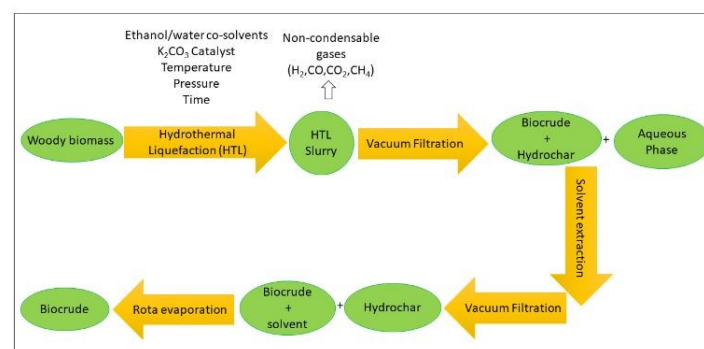 Ethanol/water co-solvents
K₂CO₃ Catalyst
Temperature
Pressure
Time
Non-condensable
gases
(H₂,CO,CO₂,CH₄)
Woody biomass
Hydrothermal
Liquefaction (HTL)
HTL
Slurry
Vacuum Filtration
Biocrude
+
Hydrochar
+
Aqueous
Phase
Solvent extraction
Vacuum Filtration
Hydrochar
+
Biocrude
+
solvent
Rota evaporation
Biocrude